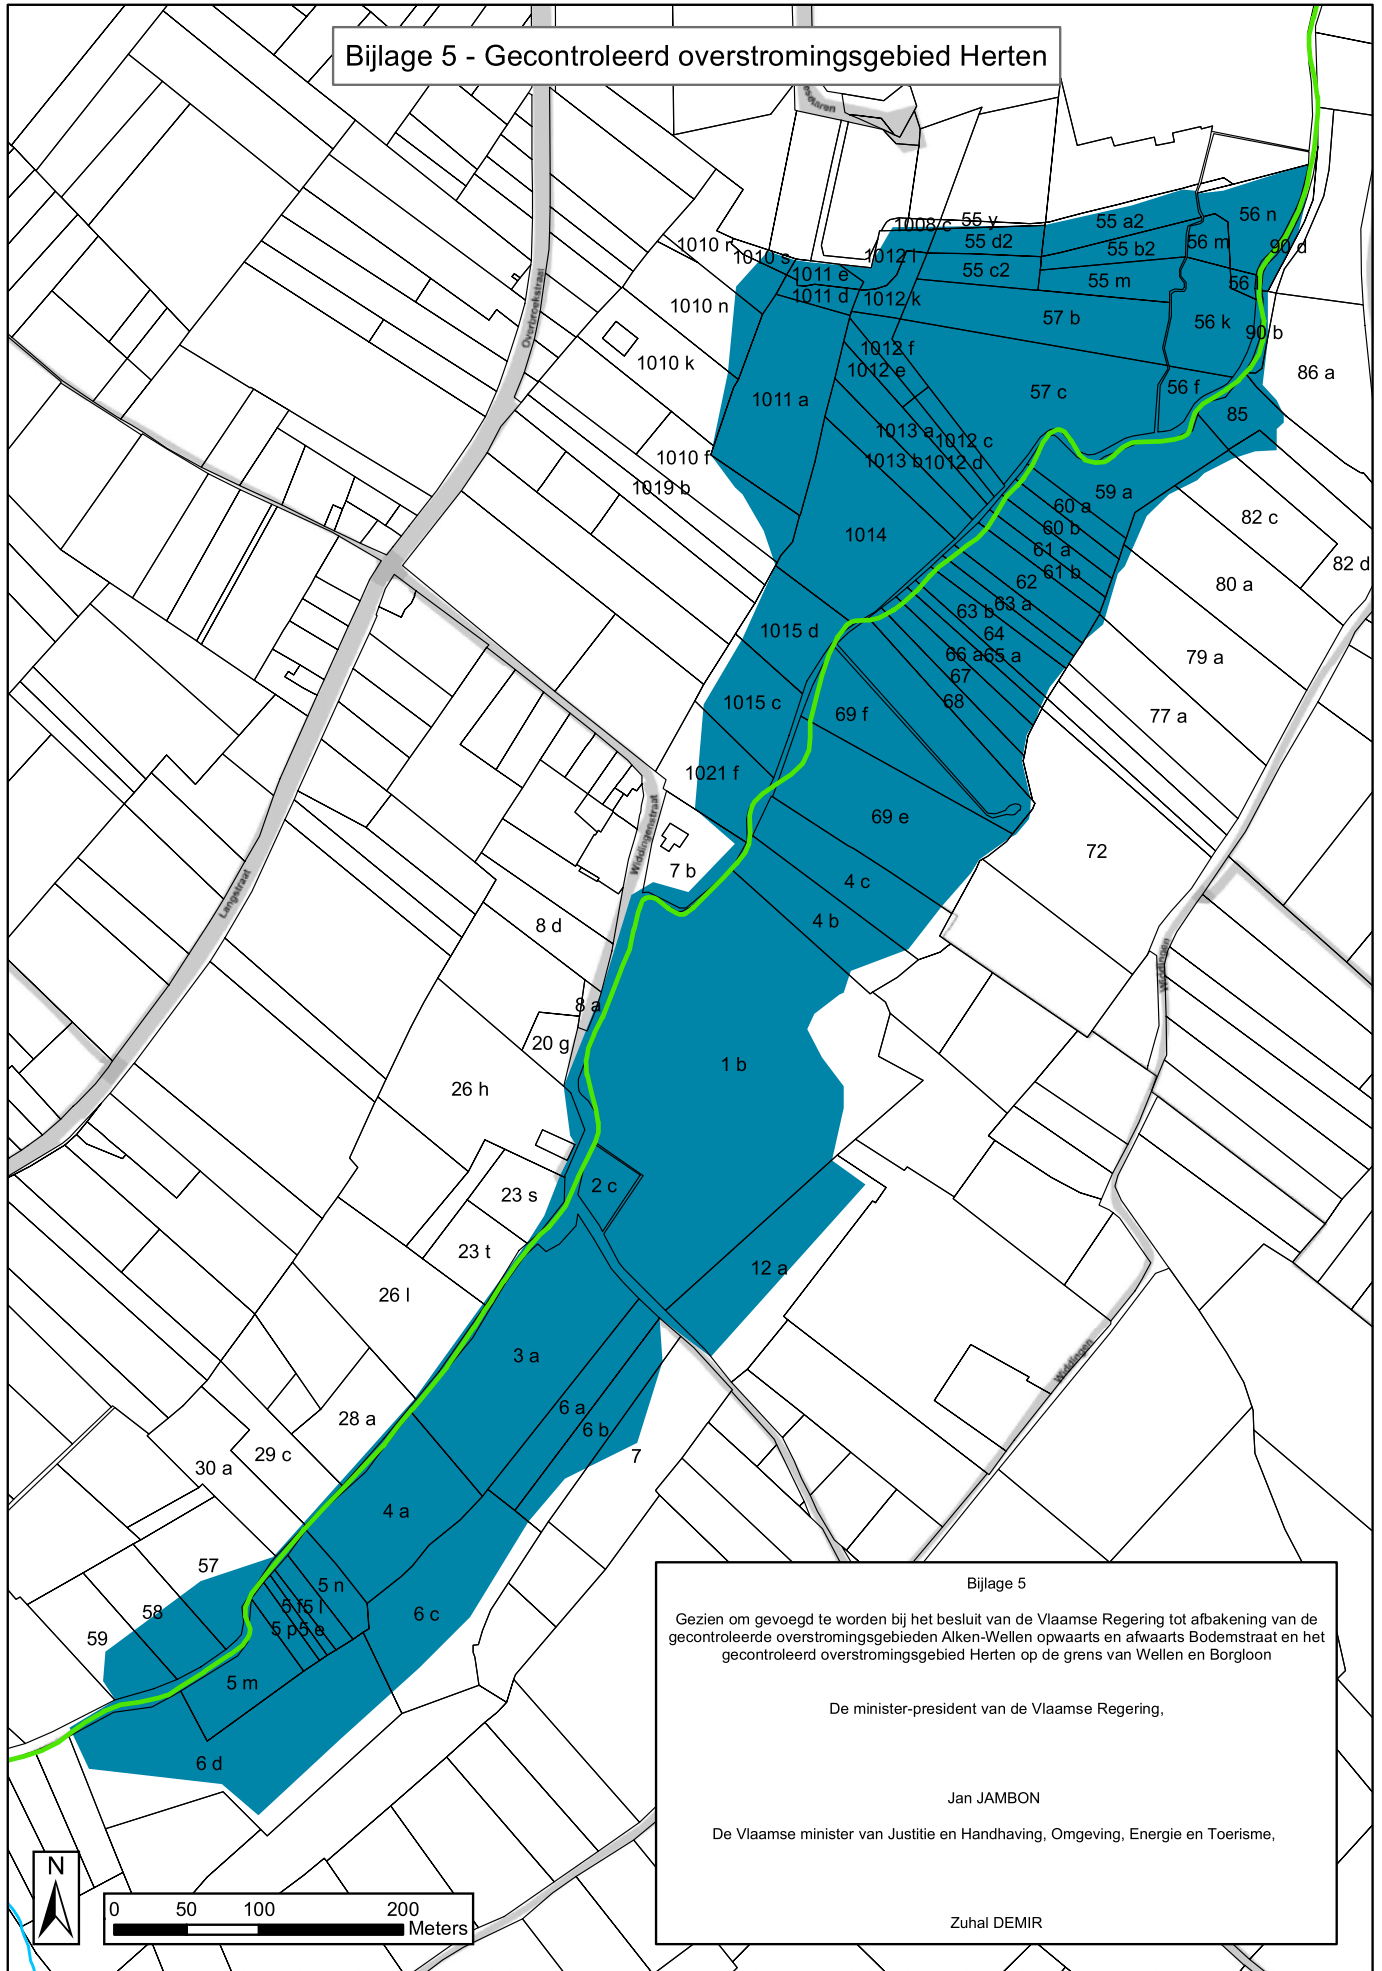 Bijlage 5 - Gecontroleerd overstromingsgebied Herten
55 y
1008 c
56 n
55 a2
1010 r
55 d2
56 m
90 d
55 b2
1010 s
1012 l
1011 e
55 c2
55 m
1011 d
1012 k
1010 n
57 b
56 k
90 b
Overbroekstraat
1012 f
1010 k
1012 e
86 a
1011 a
57 c
56 f
85
1013 a
1012 c
1010 f
1013 b
1012 d
1019 b
59 a
60 a
82 c
60 b
1014
61 a
82 d
61 b
62
80 a
63 a
63 b
1015 d
64
66 a
65 a
79 a
67
68
1015 c
69 f
77 a
1021 f
69 e
Widdingenstraat
72
7 b
4 c
Langstraat
4 b
8 d
Widdingen
8 a
20 g
1 b
26 h
2 c
23 s
23 t
12 a
26 l
3 a
Widdingen
6 a
28 a
6 b
29 c
7
30 a
4 a
57
5 n
5 f
5 l
58
6 c
5 p
5 e
59
5 m
6 d
Bijlage 5
Gezien om gevoegd te worden bij het besluit van de Vlaamse Regering tot afbakening van de
gecontroleerde overstromingsgebieden Alken-Wellen opwaarts en afwaarts Bodemstraat en het
gecontroleerd overstromingsgebied Herten op de grens van Wellen en Borgloon
De minister-president van de Vlaamse Regering,
Jan JAMBON
De Vlaamse minister van Justitie en Handhaving, Omgeving, Energie en Toerisme,
Zuhal DEMIR
N
0 50 100 200
Meters